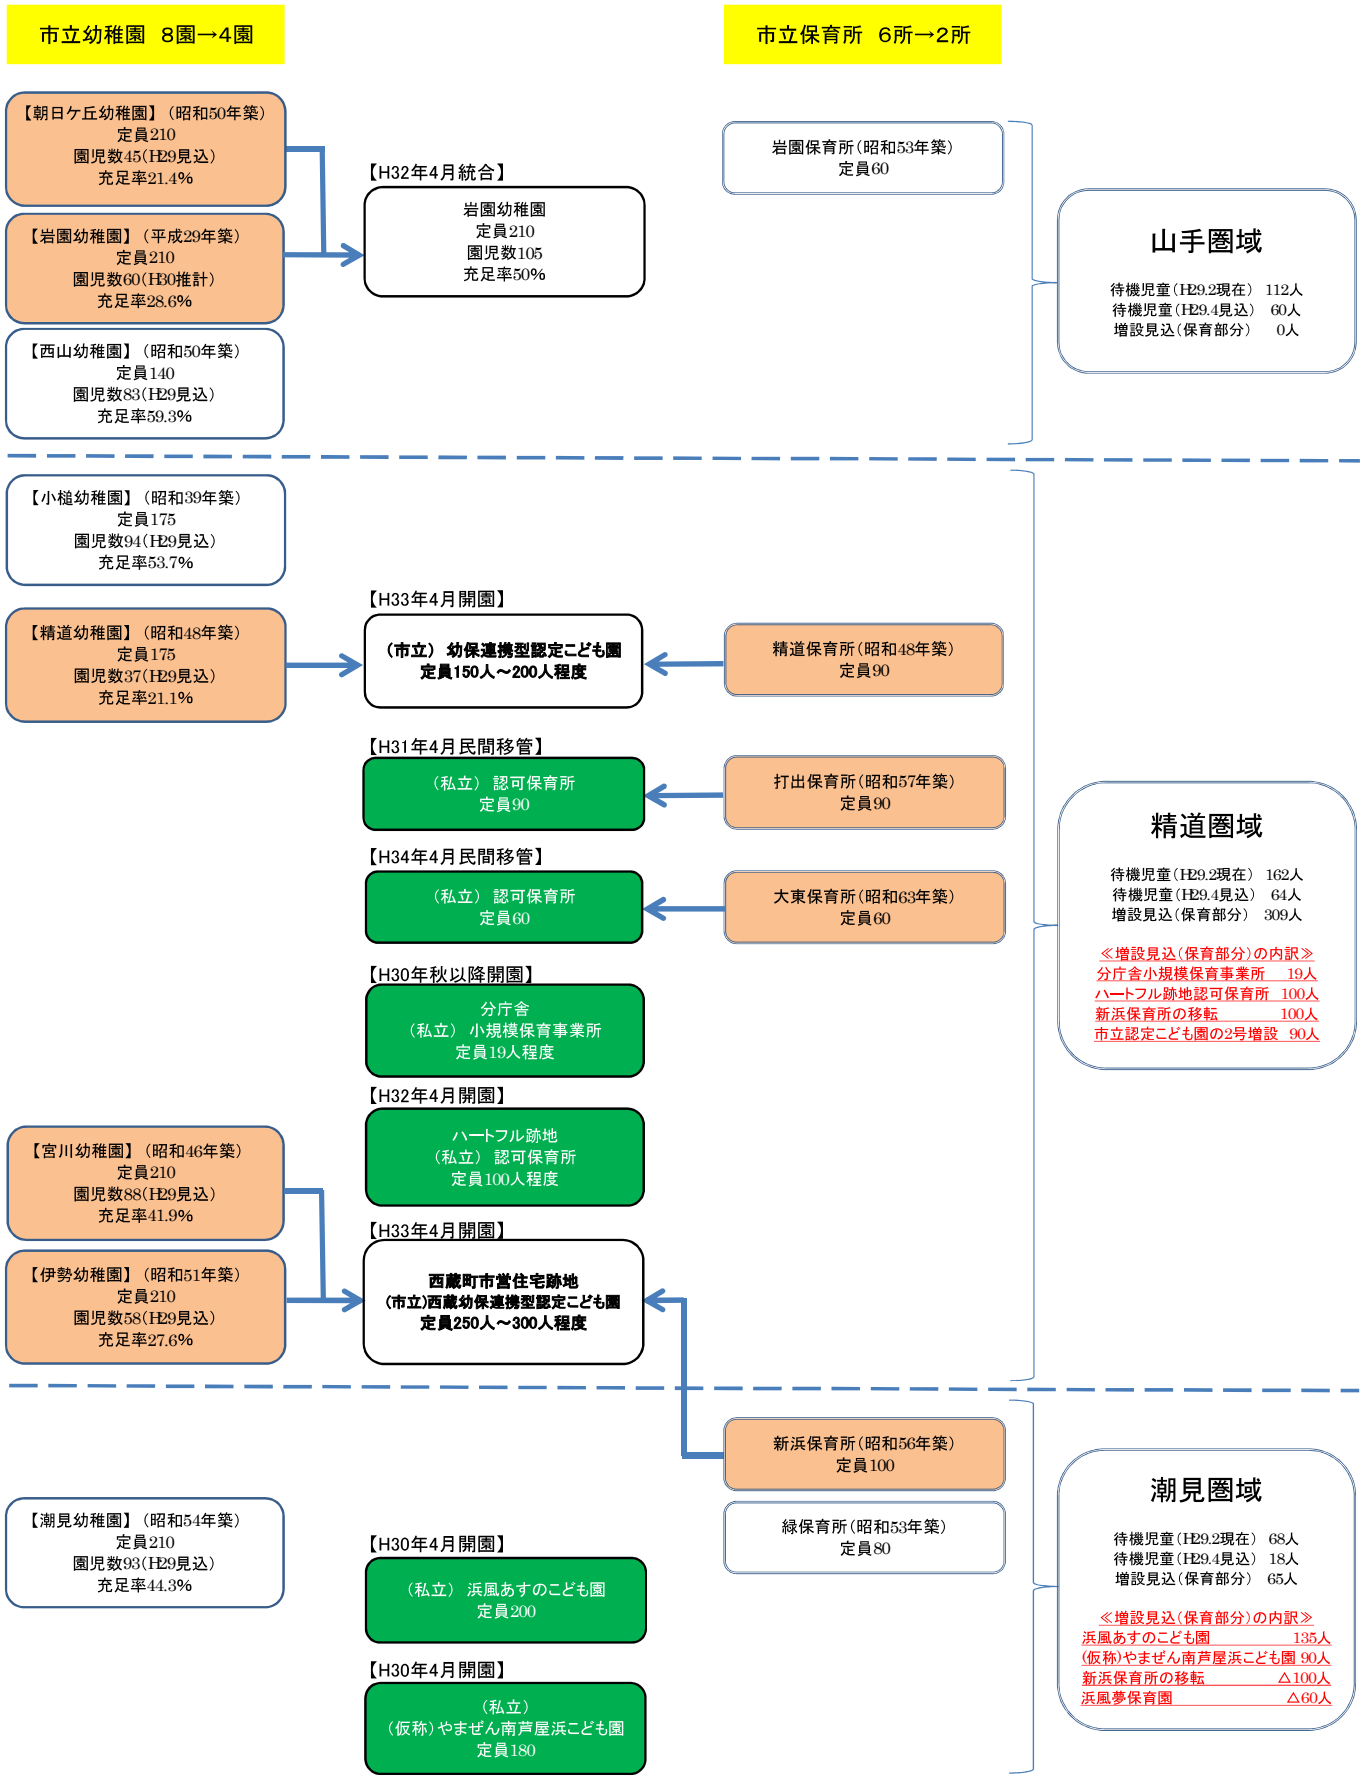 市立幼稚園　8園→4園
市立保育所　6所→2所
【朝日ケ丘幼稚園】（昭和50年築）
定員210
園児数45（H29見込）
充足率21.4%
【岩園幼稚園】（平成29年築）
定員210
園児数60（H30推計）
充足率28.6%
【西山幼稚園】（昭和50年築）
定員140
園児数83（H29見込）
充足率59.3%
【H32年4月統合】
岩園幼稚園
定員210
園児数105
充足率50%
岩園保育所（昭和53年築）
定員60
山手圏域
待機児童（H29.2現在）　112人
待機児童（H29.4見込）　60人
増設見込（保育部分）　0人
【小槌幼稚園】（昭和39年築）
定員175
園児数94（H29見込）
充足率53.7%
【精道幼稚園】（昭和48年築）
定員175
園児数37（H29見込）
充足率21.1%
【H33年4月開園】
（市立）　幼保連携型認定こども園
定員150人～200人程度
精道保育所（昭和48年築）
定員90
【H31年4月民間移管】
（私立）　認可保育所
定員90
打出保育所（昭和57年築）
定員90
【H34年4月民間移管】
（私立）　認可保育所
定員60
大東保育所（昭和63年築）
定員60
【H30年秋以降開園】
分庁舎
（私立）　小規模保育事業所
定員19人程度
【H32年4月開園】
ハートフル跡地
（私立）　認可保育所
定員100人程度
【宮川幼稚園】（昭和46年築）
定員210
園児数88（H29見込）
充足率41.9%
【伊勢幼稚園】（昭和51年築）
定員210
園児数58（H29見込）
充足率27.6%
【H33年4月開園】
西蔵町市営住宅跡地
(市立)西蔵幼保連携型認定こども園
定員250人～300人程度
精道圏域
待機児童（H29.2現在）　162人
待機児童（H29.4見込）　64人
増設見込（保育部分）　309人
≪増設見込（保育部分）の内訳≫
分庁舎小規模保育事業所　19人
ハートフル跡地認可保育所　100人
新浜保育所の移転　100人
市立認定こども園の2号増設　90人
新浜保育所（昭和56年築）
定員100
緑保育所（昭和53年築）
定員80
【潮見幼稚園】（昭和54年築）
定員210
園児数93（H29見込）
充足率44.3%
【H30年4月開園】
（私立）　浜風あすのこども園
定員200
【H30年4月開園】
（私立）
（仮称）やまぜん南芦屋浜こども園
定員180
潮見圏域
待機児童（H29.2現在）　68人
待機児童（H29.4見込）　18人
増設見込（保育部分）　65人
≪増設見込（保育部分）の内訳≫
浜風あすのこども園　135人
(仮称)やまぜん南芦屋浜こども園 90人
新浜保育所の移転　△100人
浜風夢保育園　△60人